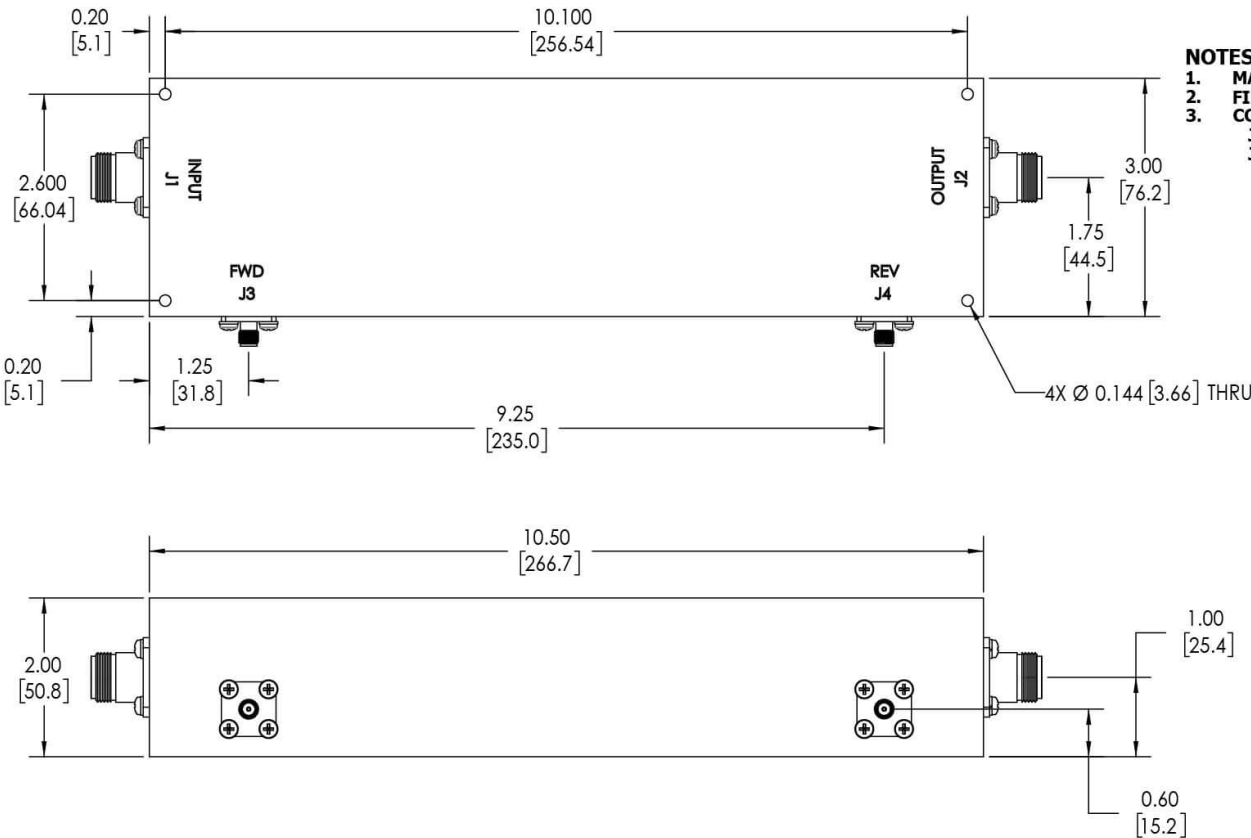 0.20
[5.1]
10.100
[256.54]
NOTES
1. MA
2. FI
3. CO
2.600
[66.04]
J1
INPUT
OUTPUT
J2
3.00
[76.2]
1.75
[44.5]
FWD
J3
REV
J4
0.20
[5.1]
1.25
[31.8]
4X Ø 0.144 [3.66] THRU
9.25
[235.0]
10.50
[266.7]
2.00
[50.8]
1.00
[25.4]
0.60
[15.2]